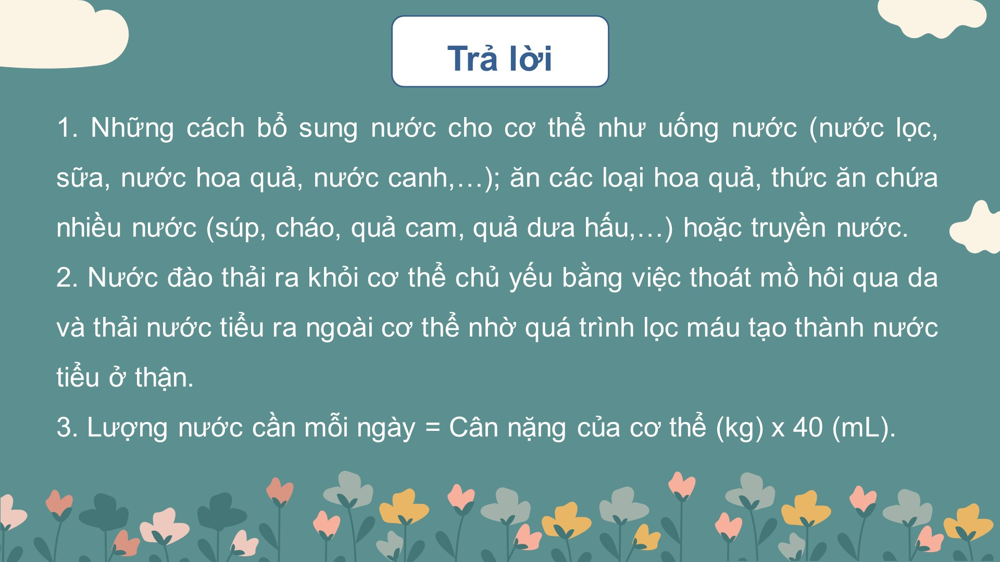 Trả lời
1. Những cách bổ sung nước cho cơ thể như uống nước (nước lọc,
sữa, nước hoa quả, nước canh,…); ăn các loại hoa quả, thức ăn chứa
nhiều nước (súp, cháo, quả cam, quả dưa hấu,…) hoặc truyền nước.
2. Nước đào thải ra khỏi cơ thể chủ yếu bằng việc thoát mồ hôi qua da
và thải nước tiểu ra ngoài cơ thể nhờ quá trình lọc máu tạo thành nước
tiểu ở thận.
3. Lượng nước cần mỗi ngày = Cân nặng của cơ thể (kg) x 40 (mL).